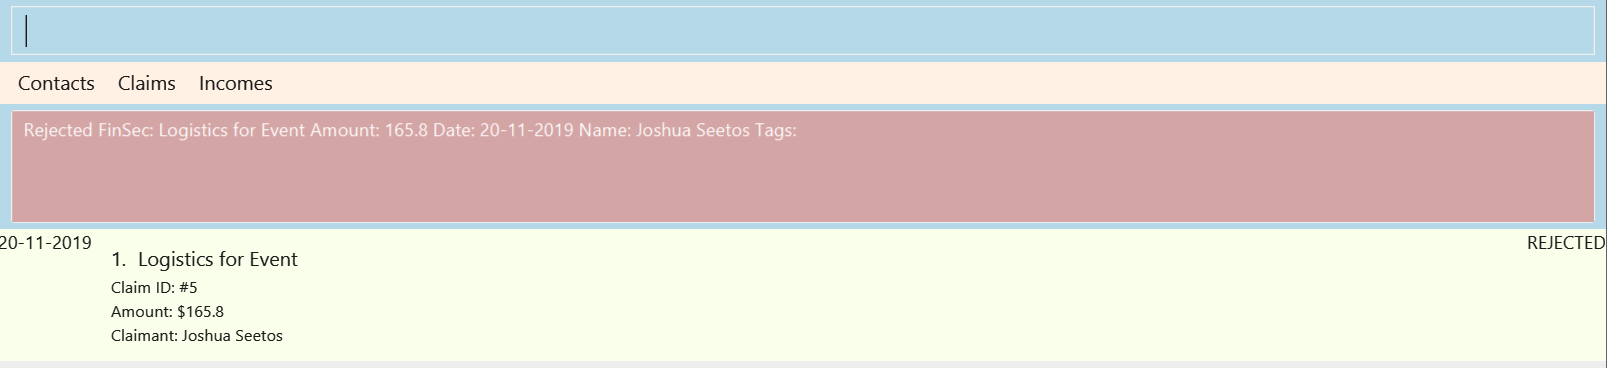 Contacts Claims Incomes
Rejected FinSec: Logistics for Event Amount: 165.8 Date: 20-11-2019 Name: Joshua Seetos Tags:
20-11-2019 REJECTED
1. Logistics for Event
Claim ID: #5
Amount: $165.8
Claimant: Joshua Seetos